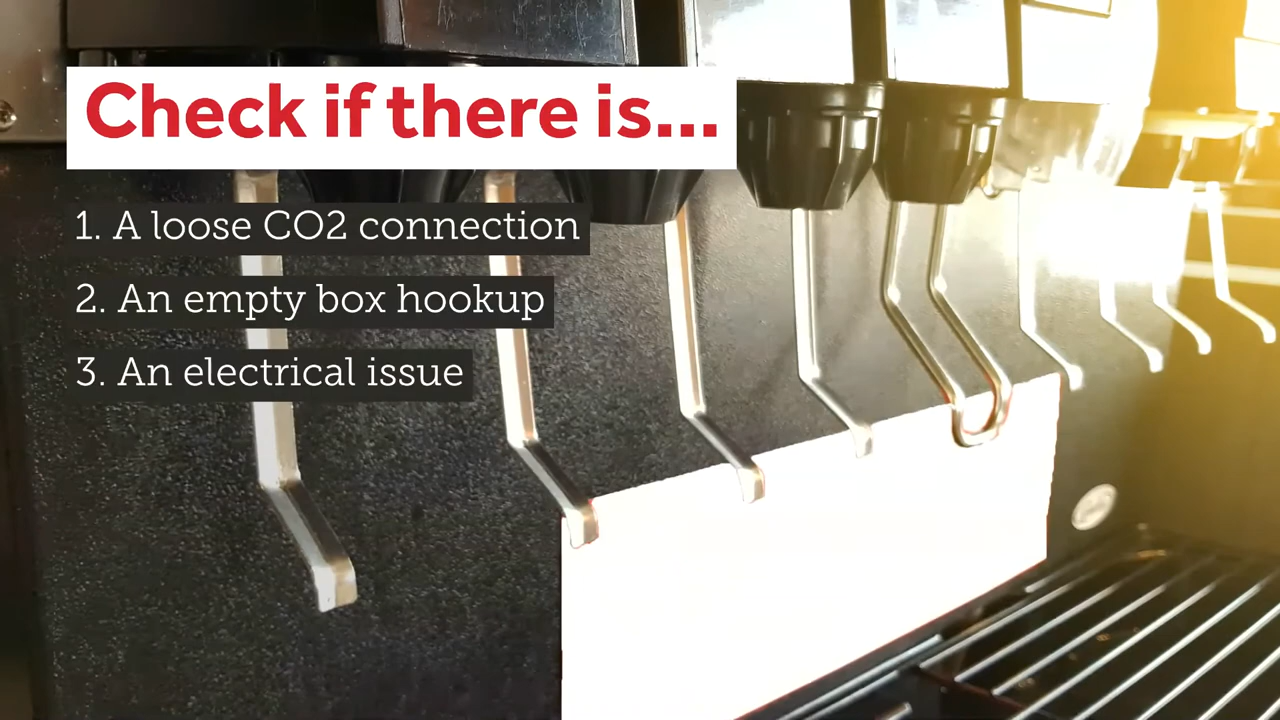 Check if there is...
1. A loose CO2 connection
2. An empty box hookup
3. An electrical issue